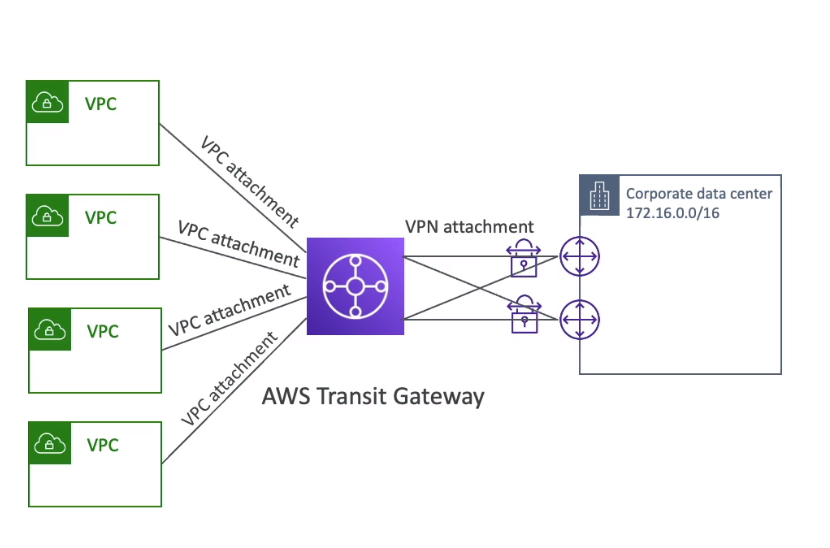 VPC
VPC attachment
VPC
VPC attachment
VPC
VPC attachment
VPC
VPC attachment
AWS Transit Gateway
VPN attachment
Corporate data center
172.16.0.0/16